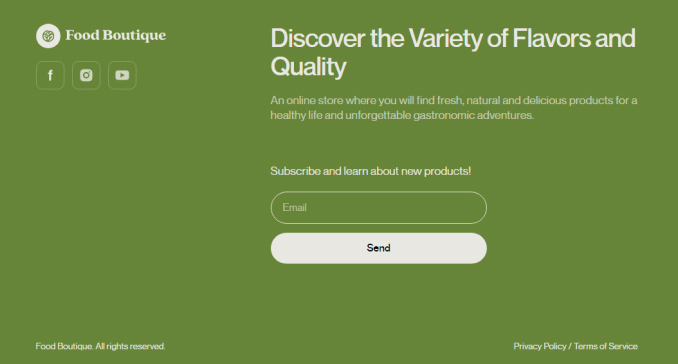 Food Boutique
Discover the Variety of Flavors and
Quality
An online store where you will find fresh, natural and delicious products for a
healthy life and unforgettable gastronomic adventures.
Subscribe and learn about new products!
Email
Send
Food Boutique. All rights reserved.
Privacy Policy / Terms of Service